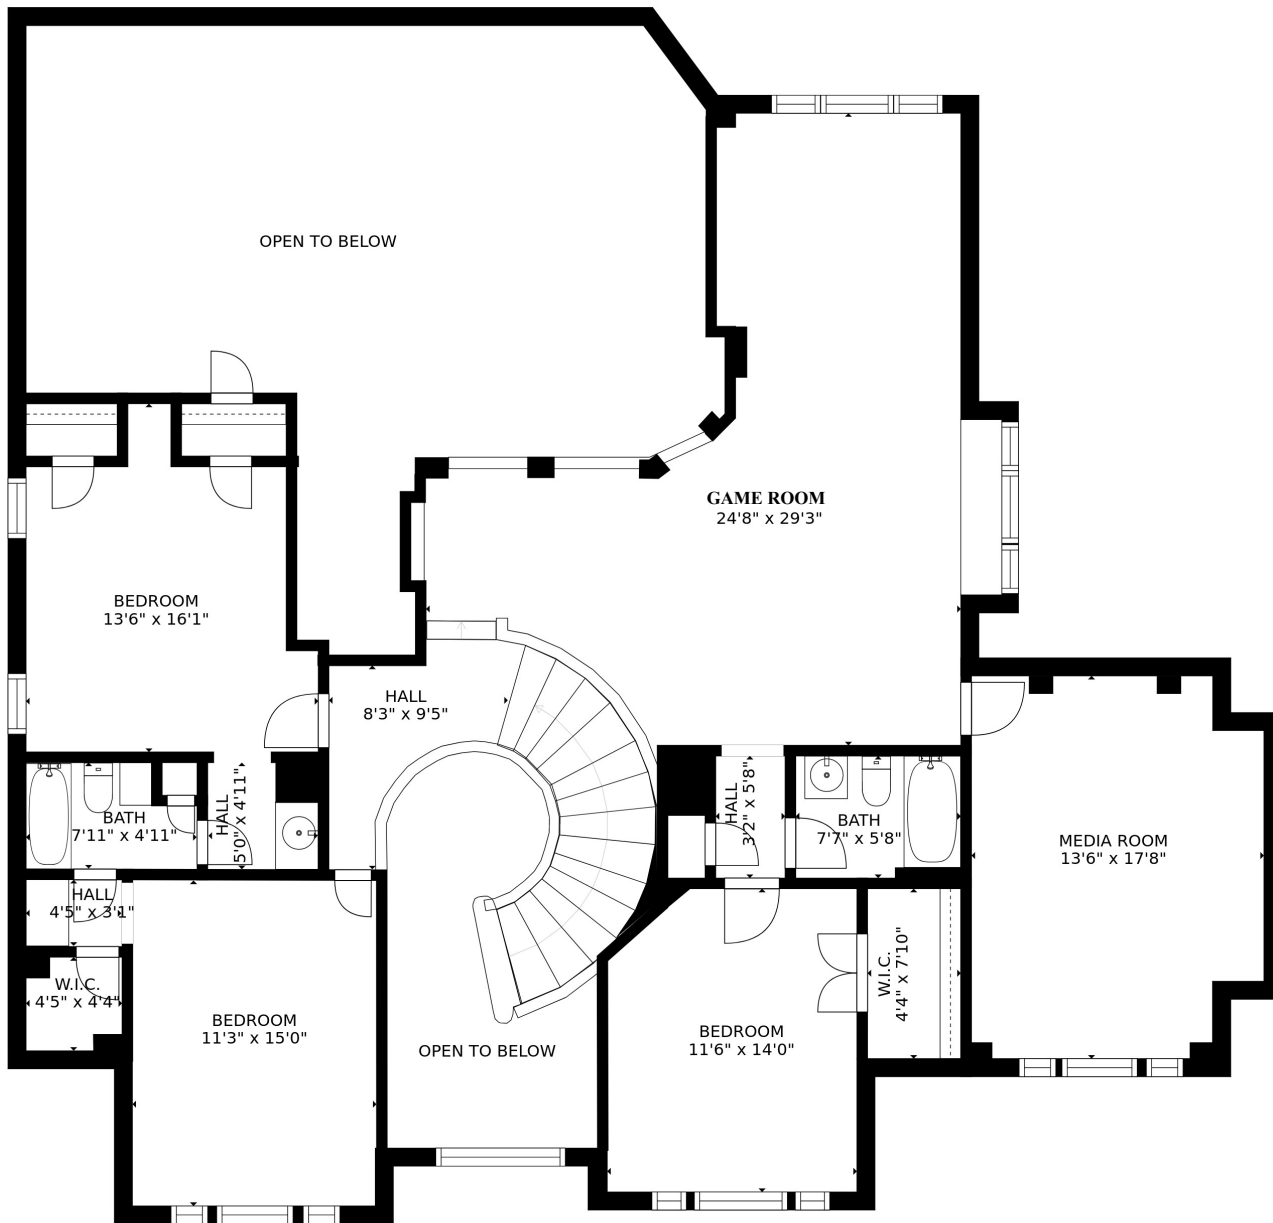 OPEN TO BELOW
GAME ROOM
24'8" x 29'3"
BEDROOM
13'6" x 16'1"
HALL
8'3" x 9'5"
HALL
5'0" x 4'11"
BATH
7'11" x 4'11"
HALL
3'2" x 5'8"
BATH
7'7" x 5'8"
MEDIA ROOM
13'6" x 17'8"
HALL
4'5" x 3'1"
W.I.C.
4'5" x 4'4"
BEDROOM
11'3" x 15'0"
OPEN TO BELOW
BEDROOM
11'6" x 14'0"
W.I.C.
4'4" x 7'10"